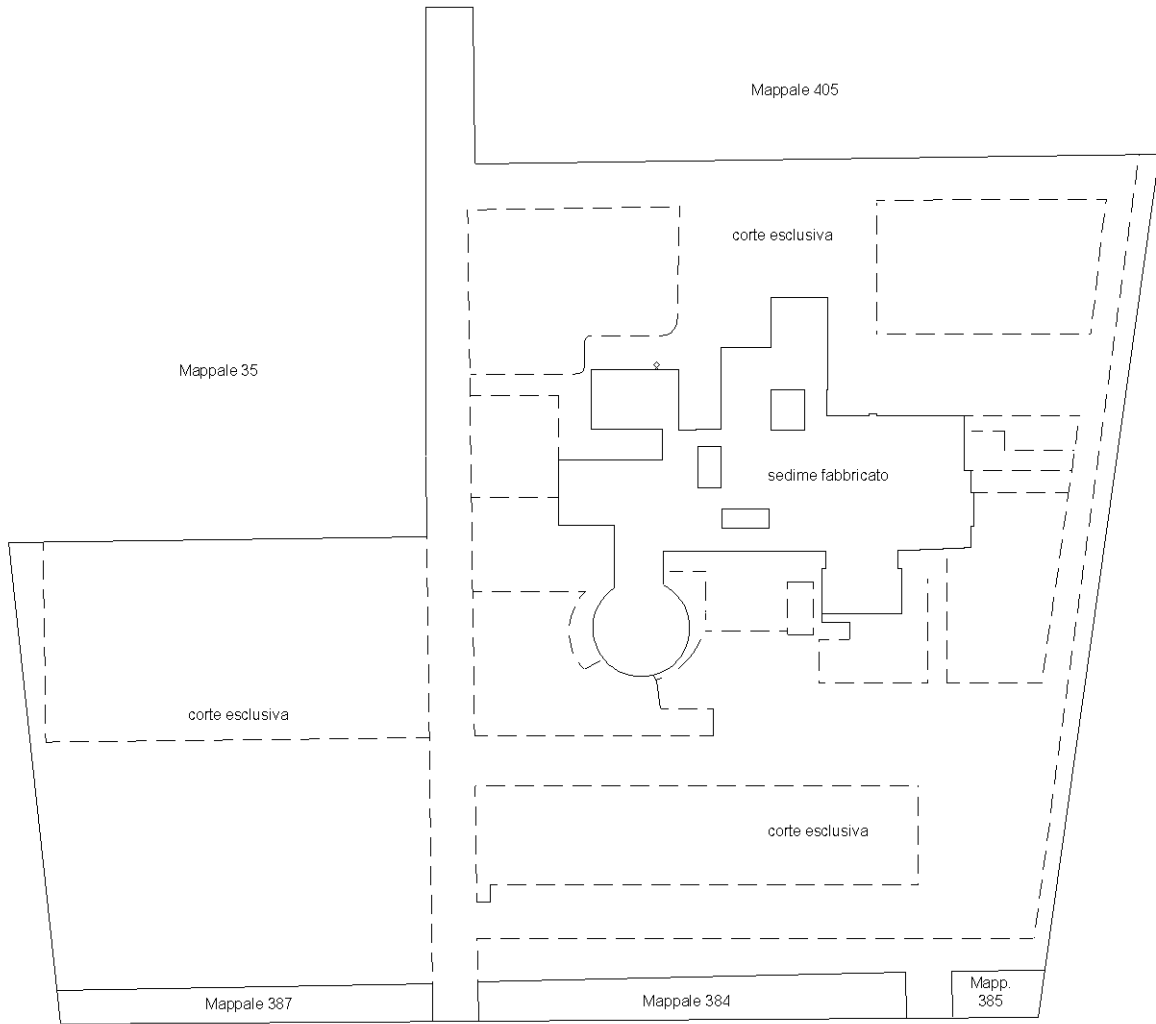 Mappale 405
corte esclusiva
Mappale 35
sedime fabbricato
corte esclusiva
corte esclusiva
Mappale 387
Mappale 384
Mapp.
385